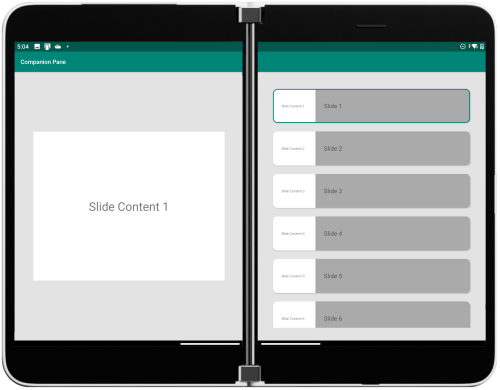 5:04
Companion Pane
Slide Content 1
Slide Content 1
Slide 1
Slide Content 2
Slide 2
Slide Content 3
Slide 3
Slide Content 4
Slide 4
Slide Content 5
Slide 5
Slide Content 6
Slide 6